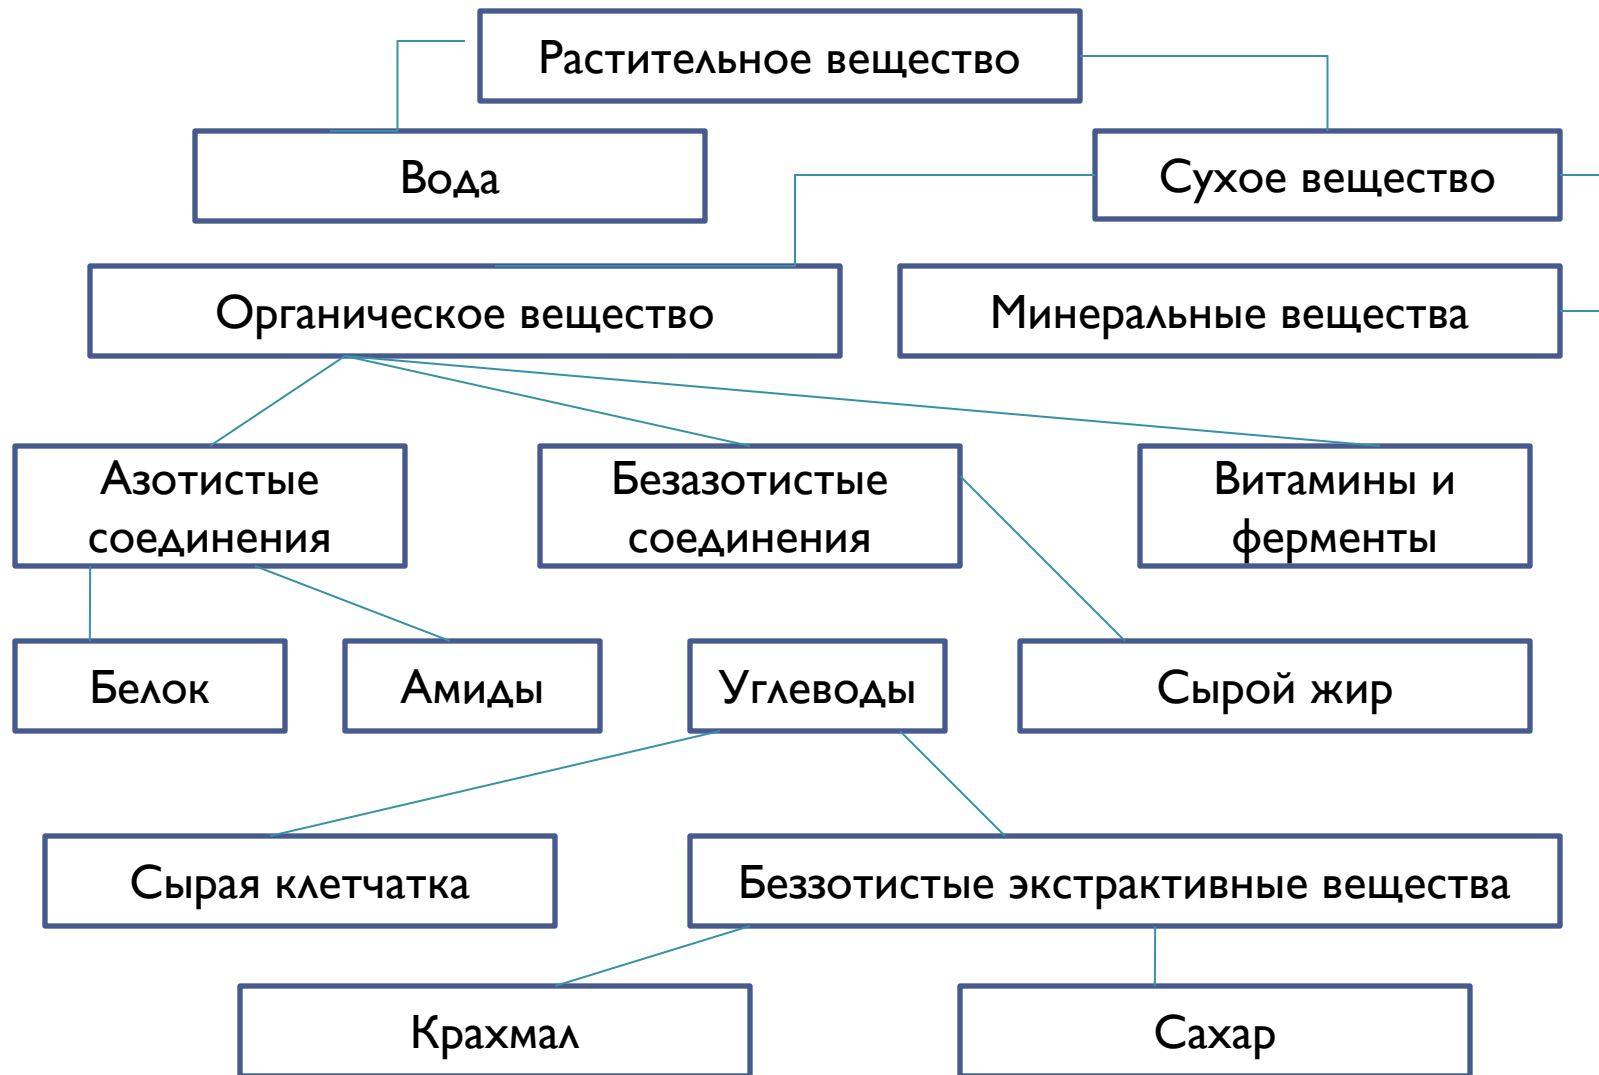 Растительное вещество
Вода
Сухое вещество
Органическое вещество
Минеральные вещества
Азотистые
соединения
Безазотистые
соединения
Витамины и
ферменты
Белок
Амиды
Углеводы
Сырой жир
Сырая клетчатка
Беззотистые экстрактивные вещества
Крахмал
Сахар